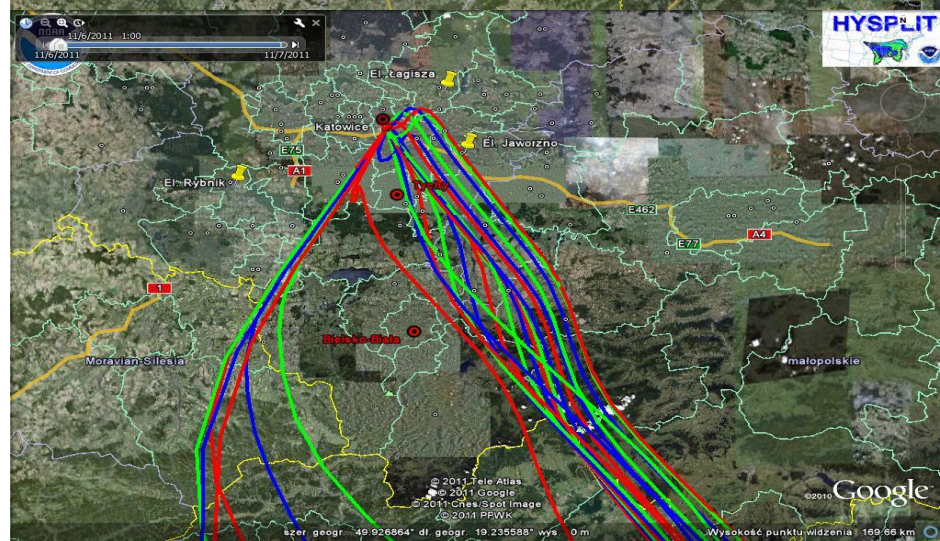 11/6/2011 1:00
11/6/2011
11/7/2011
NOAA
HYSPLIT
N
El. Łagisza
Katowice
E75
A1
El. Jaworzno
El. Rybnik
Tychy
E462
E77
A4
1
Bielsko-Biała
Moravian-Silesia
małopolskie
© 2011 Tele Atlas
© 2011 Google
© 2011 Cnes/Spot Image
© 2011 PPWK
©2010 Google
szer. geogr. 49.926864° dł. geogr. 19.235588° wys. 0 m
Wysokość punktu widzenia 169.66 km